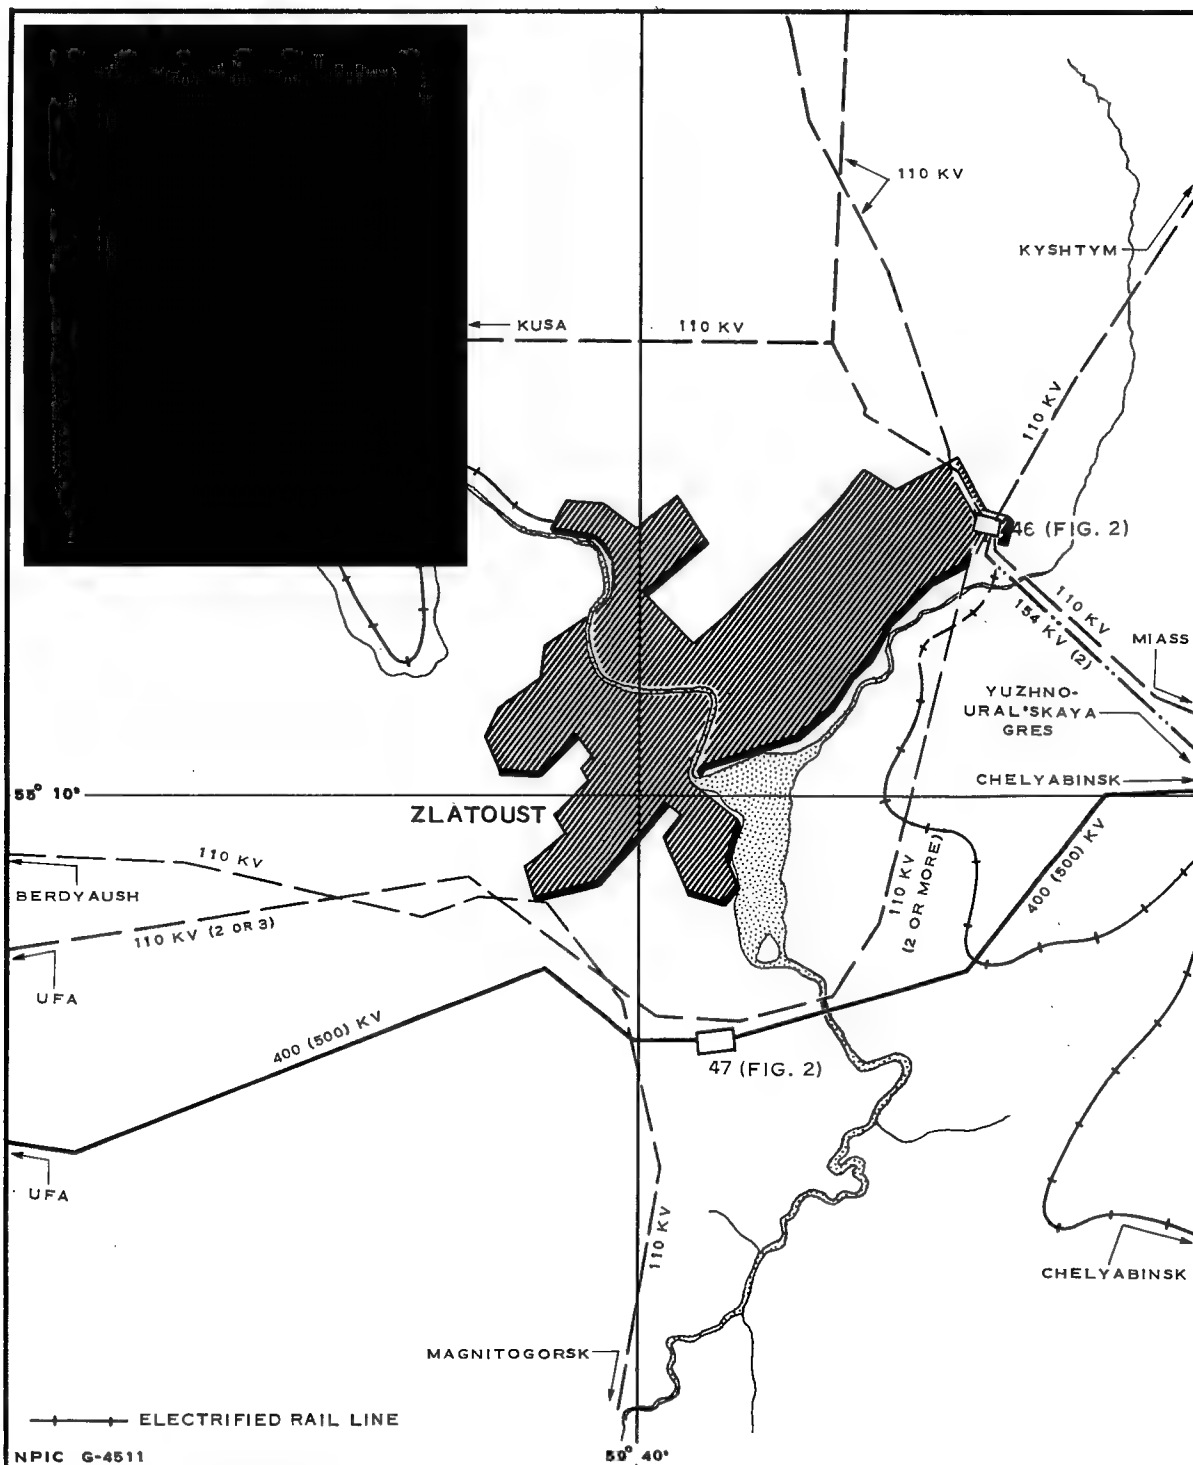 110 KV
KYSHTYM
KUSA
110 KV
110 KV
46 (FIG. 2)
110 KV
154 KV (2)
MIASS
YUZHNO-
URAL'SKAYA
GRES
CHELYABINSK
55° 10'
ZLATOUST
110 KV
BERDYAUSH
110 KV (2 OR 3)
UFA
110 KV
(2 OR MORE)
400 (500) KV
400 (500) KV
47 (FIG. 2)
UFA
110 KV
CHELYABINSK
MAGNITOGORSK
ELECTRIFIED RAIL LINE
NPIC G-4511
59° 40'